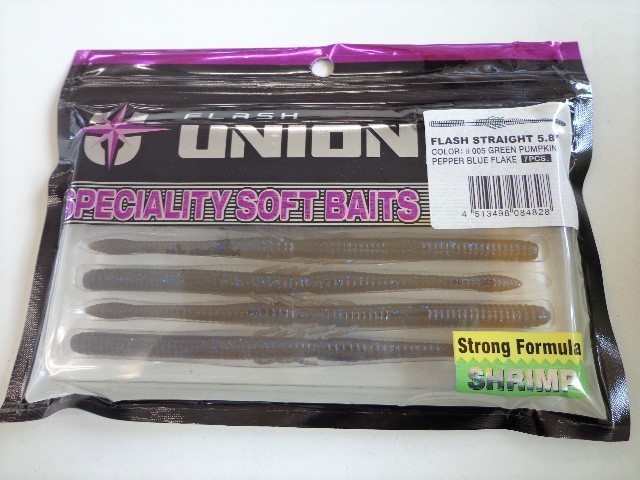 FLASH
UNION
SPECIALITY SOFT BAITS
FLASH STRAIGHT 5.8"
COLOR: #005 GREEN PUMPKIN
PEPPER BLUE FLAKE 7PCS.
4 513498 084828
Strong Formula
SHRIMP